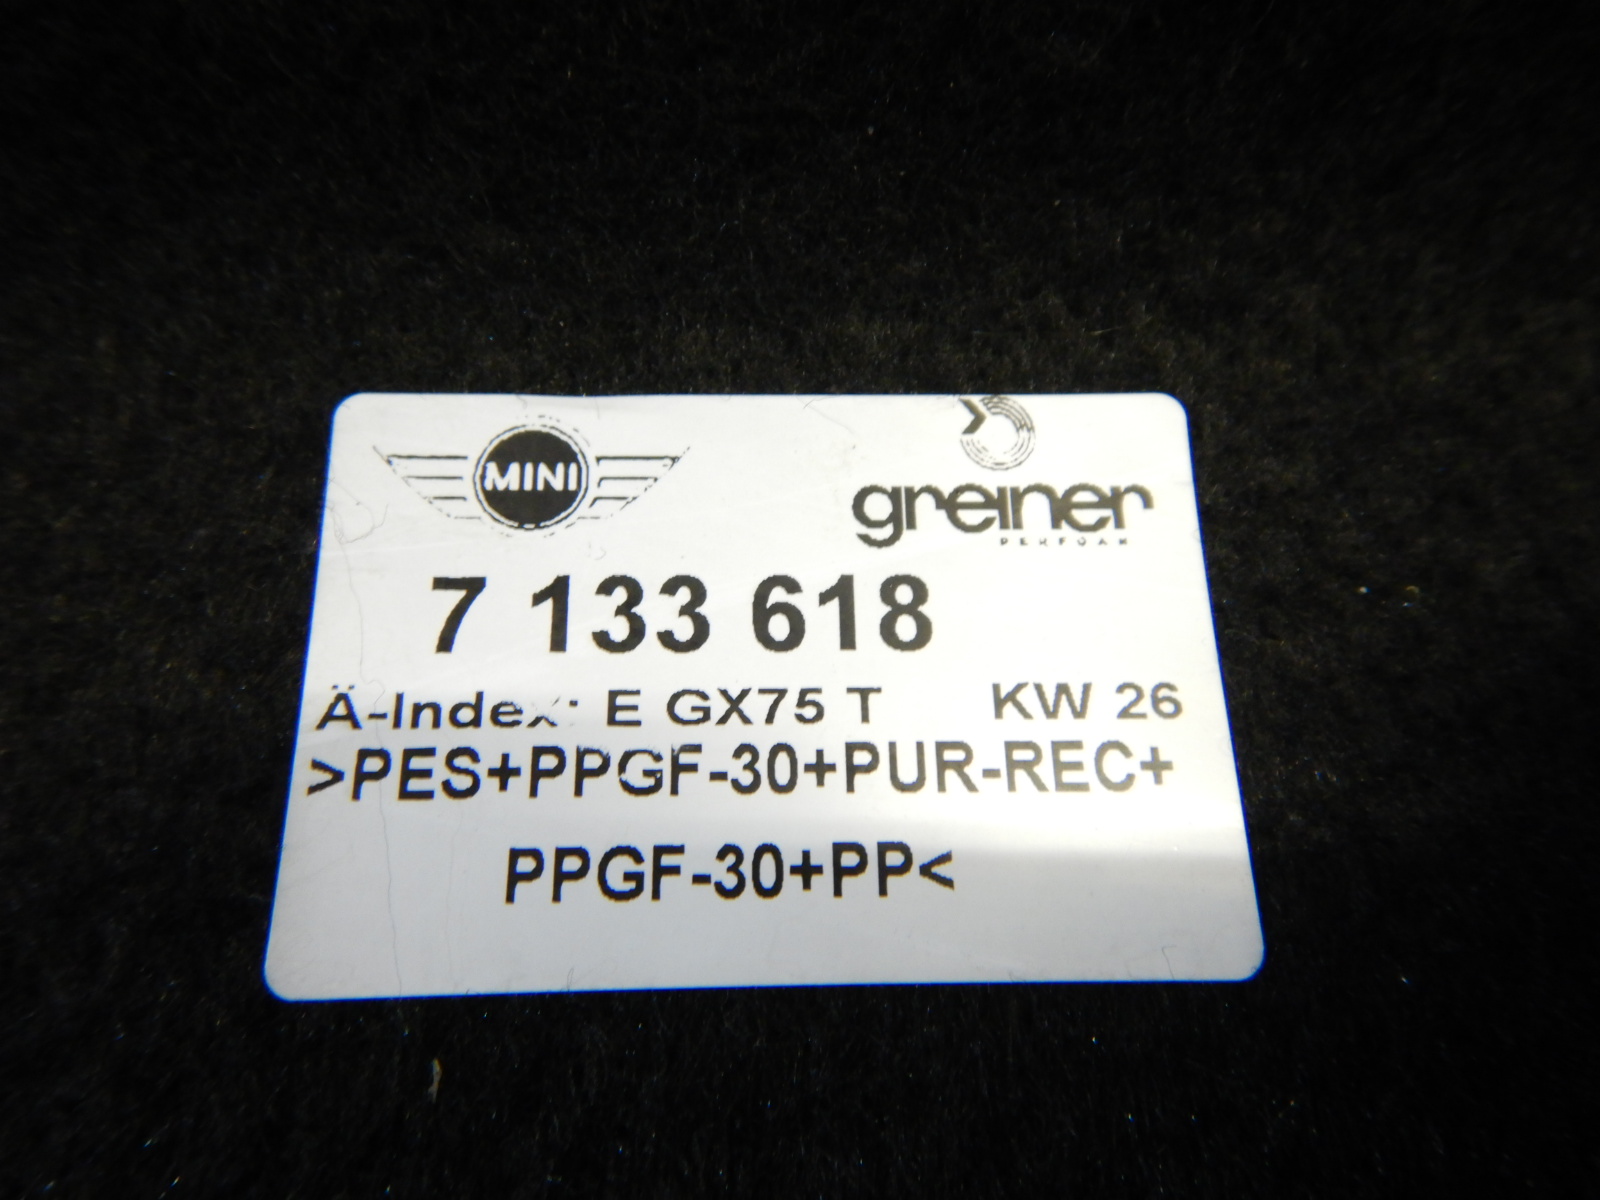 MINI
greiner
PERFOAM
7 133 618
Ä-Index: E GX75 T KW 26
>PES+PPGF-30+PUR-REC+
PPGF-30+PP<